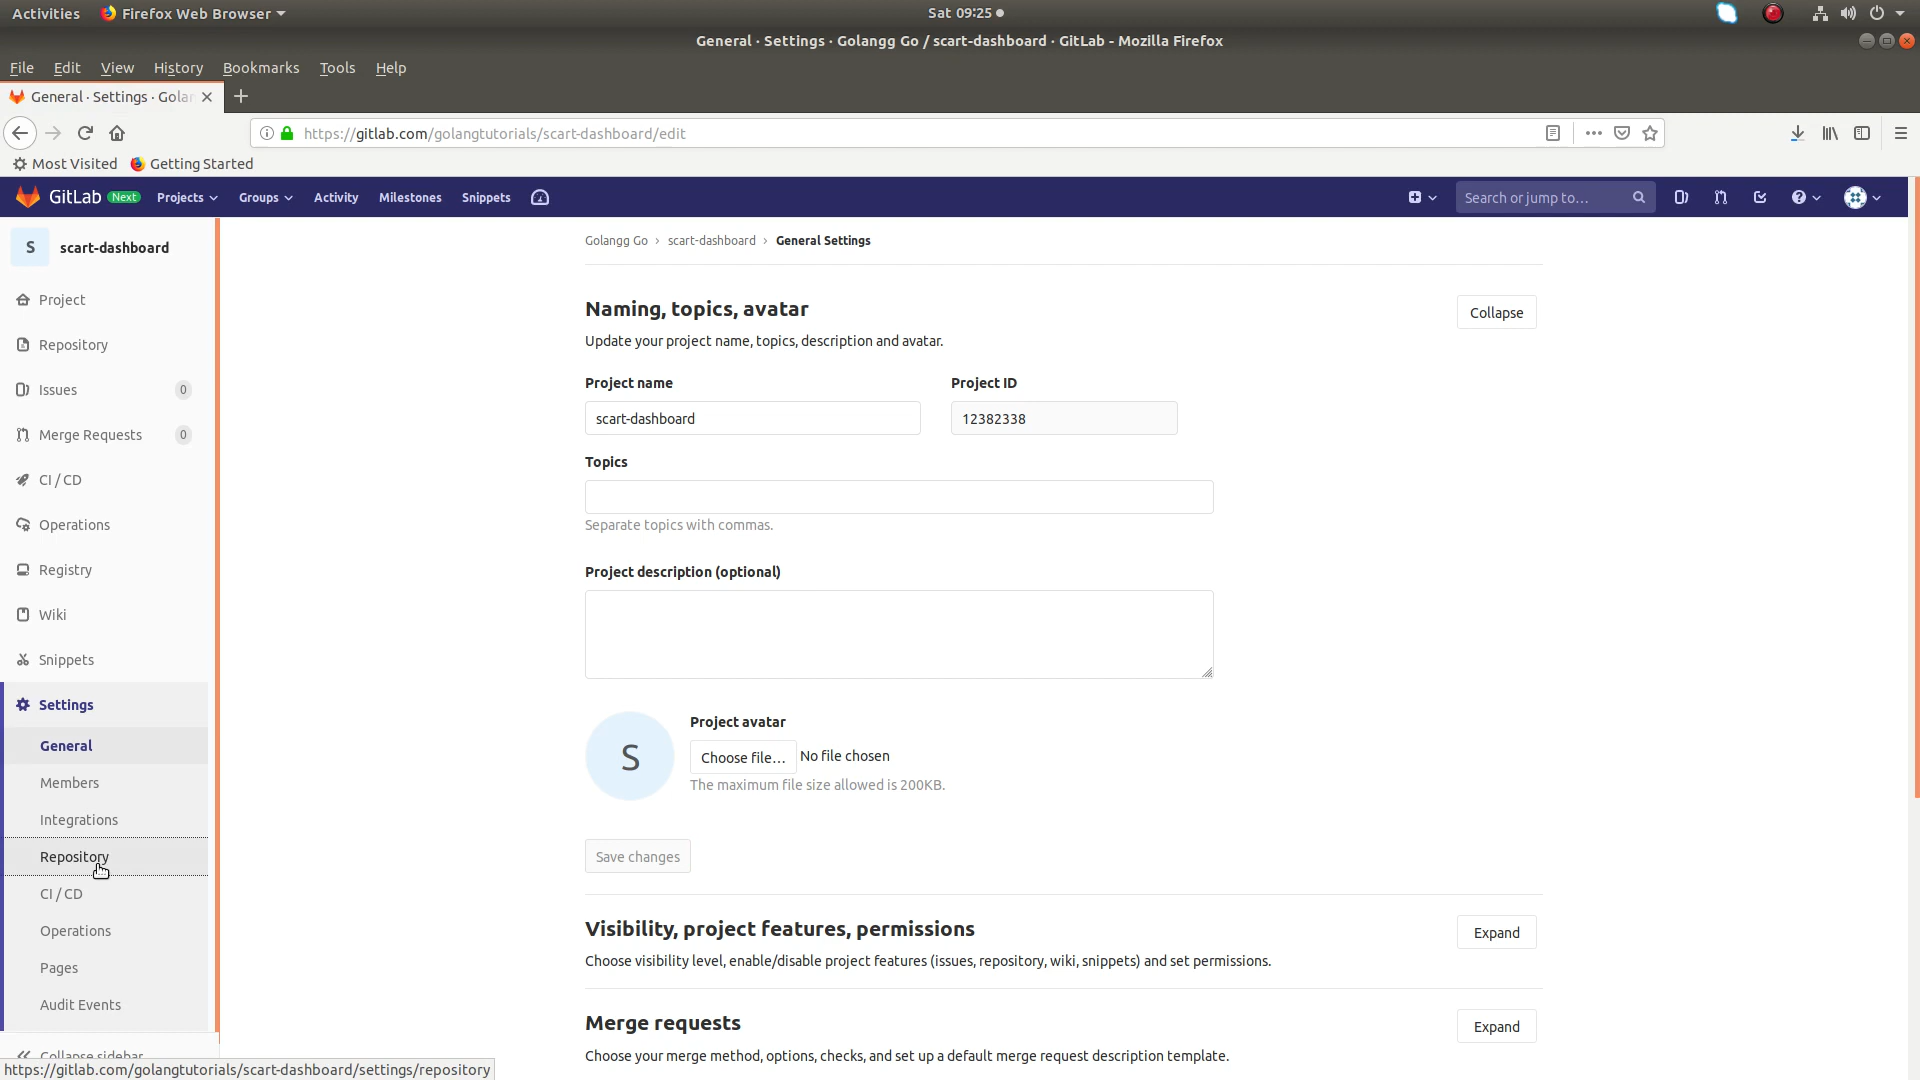 Activities Firefox Web Browser Sat 09:25
General · Settings · Golangg Go / scart-dashboard · GitLab - Mozilla Firefox
File Edit View History Bookmarks Tools Help
General · Settings · Gola
https://gitlab.com/golangtutorials/scart-dashboard/edit
Most Visited Getting Started
GitLab Next Projects Groups Activity Milestones Snippets Search or jump to...
S scart-dashboard
Project
Repository
Issues 0
Merge Requests 0
CI / CD
Operations
Registry
Wiki
Snippets
Settings
General
Members
Integrations
Repository
CI / CD
Operations
Pages
Audit Events
Collapse sidebar
https://gitlab.com/golangtutorials/scart-dashboard/settings/repository
Golangg Go › scart-dashboard › General Settings
Naming, topics, avatar
Collapse
Update your project name, topics, description and avatar.
Project name Project ID
scart-dashboard 12382338
Topics
Separate topics with commas.
Project description (optional)
S
Project avatar
Choose file... No file chosen
The maximum file size allowed is 200KB.
Save changes
Visibility, project features, permissions
Expand
Choose visibility level, enable/disable project features (issues, repository, wiki, snippets) and set permissions.
Merge requests
Expand
Choose your merge method, options, checks, and set up a default merge request description template.